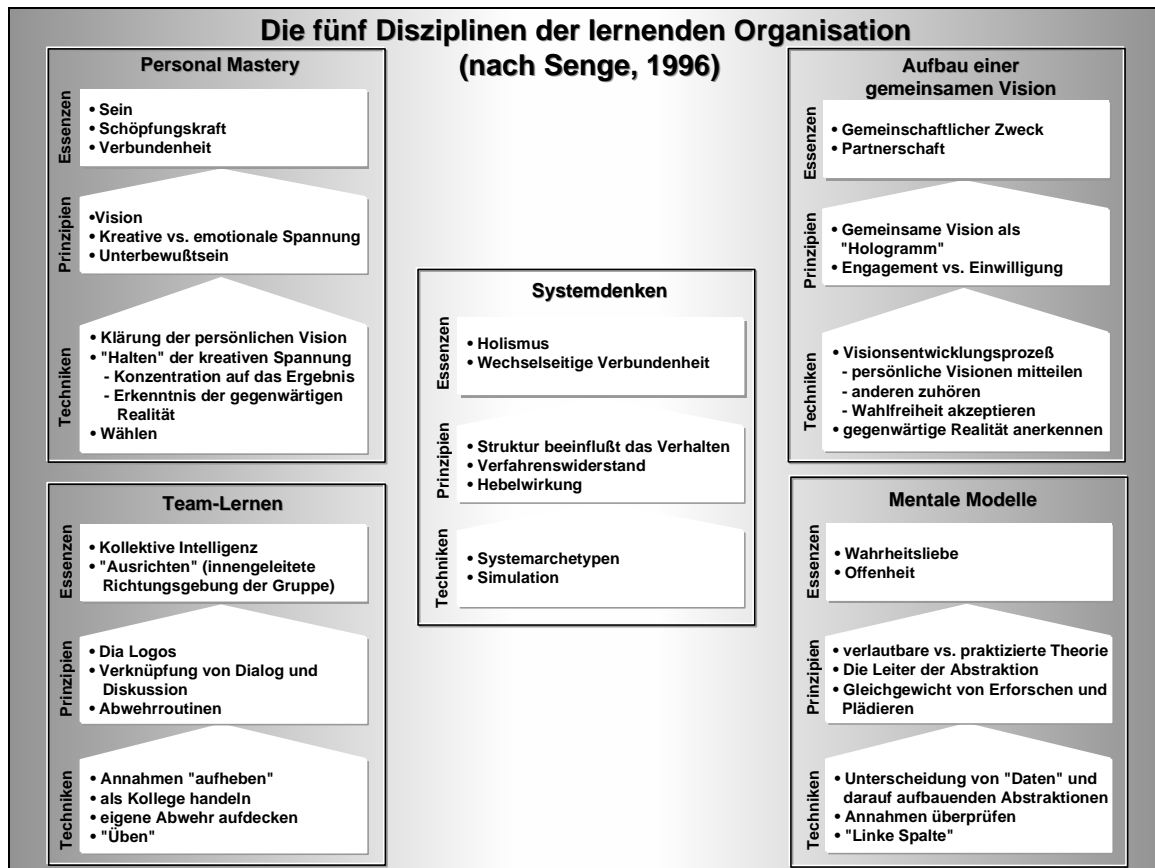 Die fünf Disziplinen der lernenden Organisation
(nach Senge, 1996)
Personal Mastery
Essenzen
• Sein
• Schöpfungskraft
• Verbundenheit
Prinzipien
•Vision
• Kreative vs. emotionale Spannung
• Unterbewußtsein
Techniken
• Klärung der persönlichen Vision
• "Halten" der kreativen Spannung
- Konzentration auf das Ergebnis
- Erkenntnis der gegenwärtigen
Realität
• Wählen
Aufbau einer
gemeinsamen Vision
Essenzen
• Gemeinschaftlicher Zweck
• Partnerschaft
Prinzipien
• Gemeinsame Vision als
"Hologramm"
• Engagement vs. Einwilligung
Techniken
• Visionsentwicklungsprozeß
- persönliche Visionen mitteilen
- anderen zuhören
- Wahlfreiheit akzeptieren
• gegenwärtige Realität anerkennen
Systemdenken
Essenzen
• Holismus
• Wechselseitige Verbundenheit
Prinzipien
• Struktur beeinflußt das Verhalten
• Verfahrenswiderstand
• Hebelwirkung
Techniken
• Systemarchetypen
• Simulation
Team-Lernen
Essenzen
• Kollektive Intelligenz
• "Ausrichten" (innengeleitete
Richtungsgebung der Gruppe)
Prinzipien
• Dia Logos
• Verknüpfung von Dialog und
Diskussion
• Abwehrroutinen
Techniken
• Annahmen "aufheben"
• als Kollege handeln
• eigene Abwehr aufdecken
• "Üben"
Mentale Modelle
Essenzen
• Wahrheitsliebe
• Offenheit
Prinzipien
• verlautbare vs. praktizierte Theorie
• Die Leiter der Abstraktion
• Gleichgewicht von Erforschen und
Plädieren
Techniken
• Unterscheidung von "Daten" und
darauf aufbauenden Abstraktionen
• Annahmen überprüfen
• "Linke Spalte"